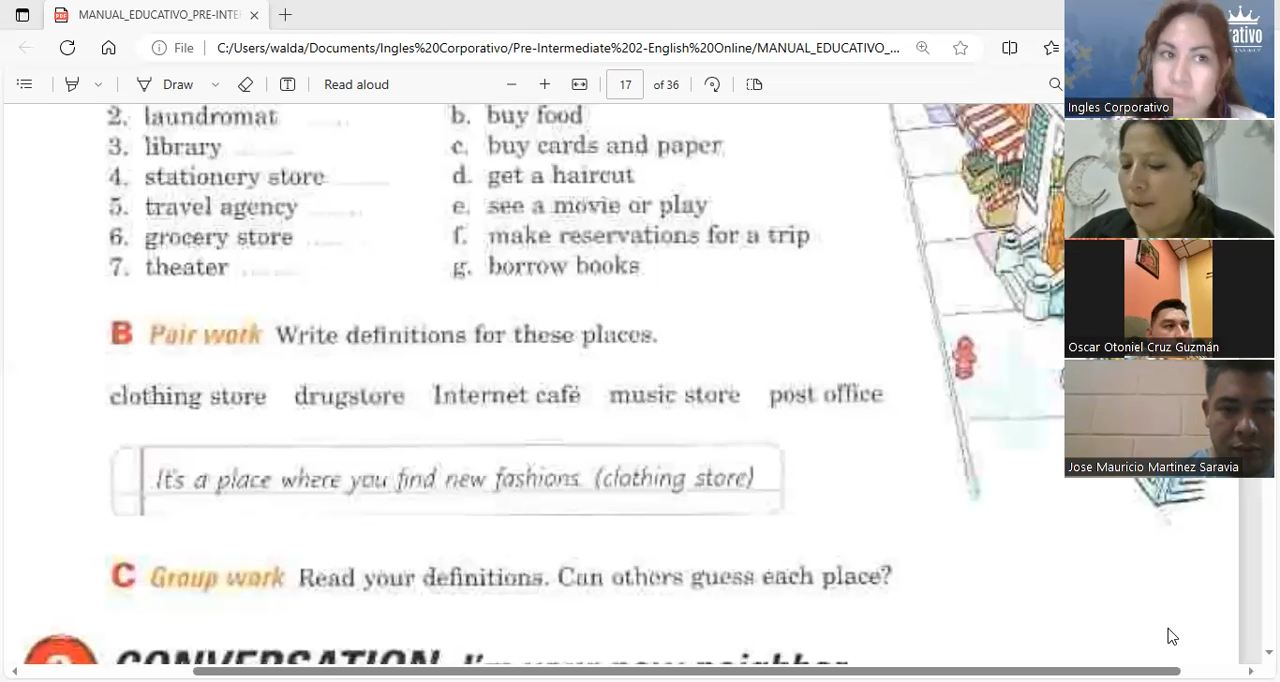 MANUAL_EDUCATIVO_PRE-INTE
File C:/Users/walda/Documents/Ingles%20Corporativo/Pre-Intermediate%202-English%20Online/MANUAL_EDUCATIVO_...
Draw Read aloud 17 of 36
2. laundromat b. buy food
3. library c. buy cards and paper
4. stationery store d. get a haircut
5. travel agency e. see a movie or play
6. grocery store f. make reservations for a trip
7. theater g. borrow books
B Pair work Write definitions for these places.
clothing store drugstore Internet café music store post office
It's a place where you find new fashions. (clothing store)
C Group work Read your definitions. Can others guess each place?
CONVERSATION I'm your new neighbor
rativo
Ingles Corporativo
Oscar Otoniel Cruz Guzmán
Jose Mauricio Martinez Saravia